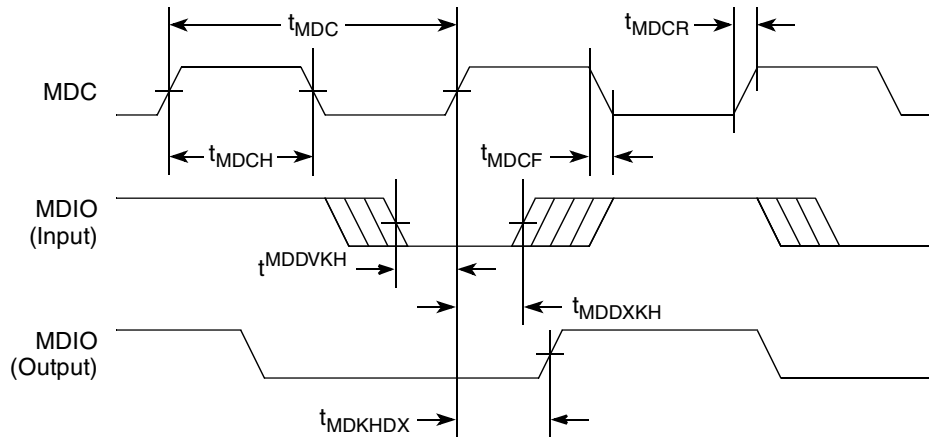 tMDC
tMDCR
MDC
tMDCH
tMDCF
MDIO
(Input)
tMDDVKH
tMDDXKH
MDIO
(Output)
tMDKHDX